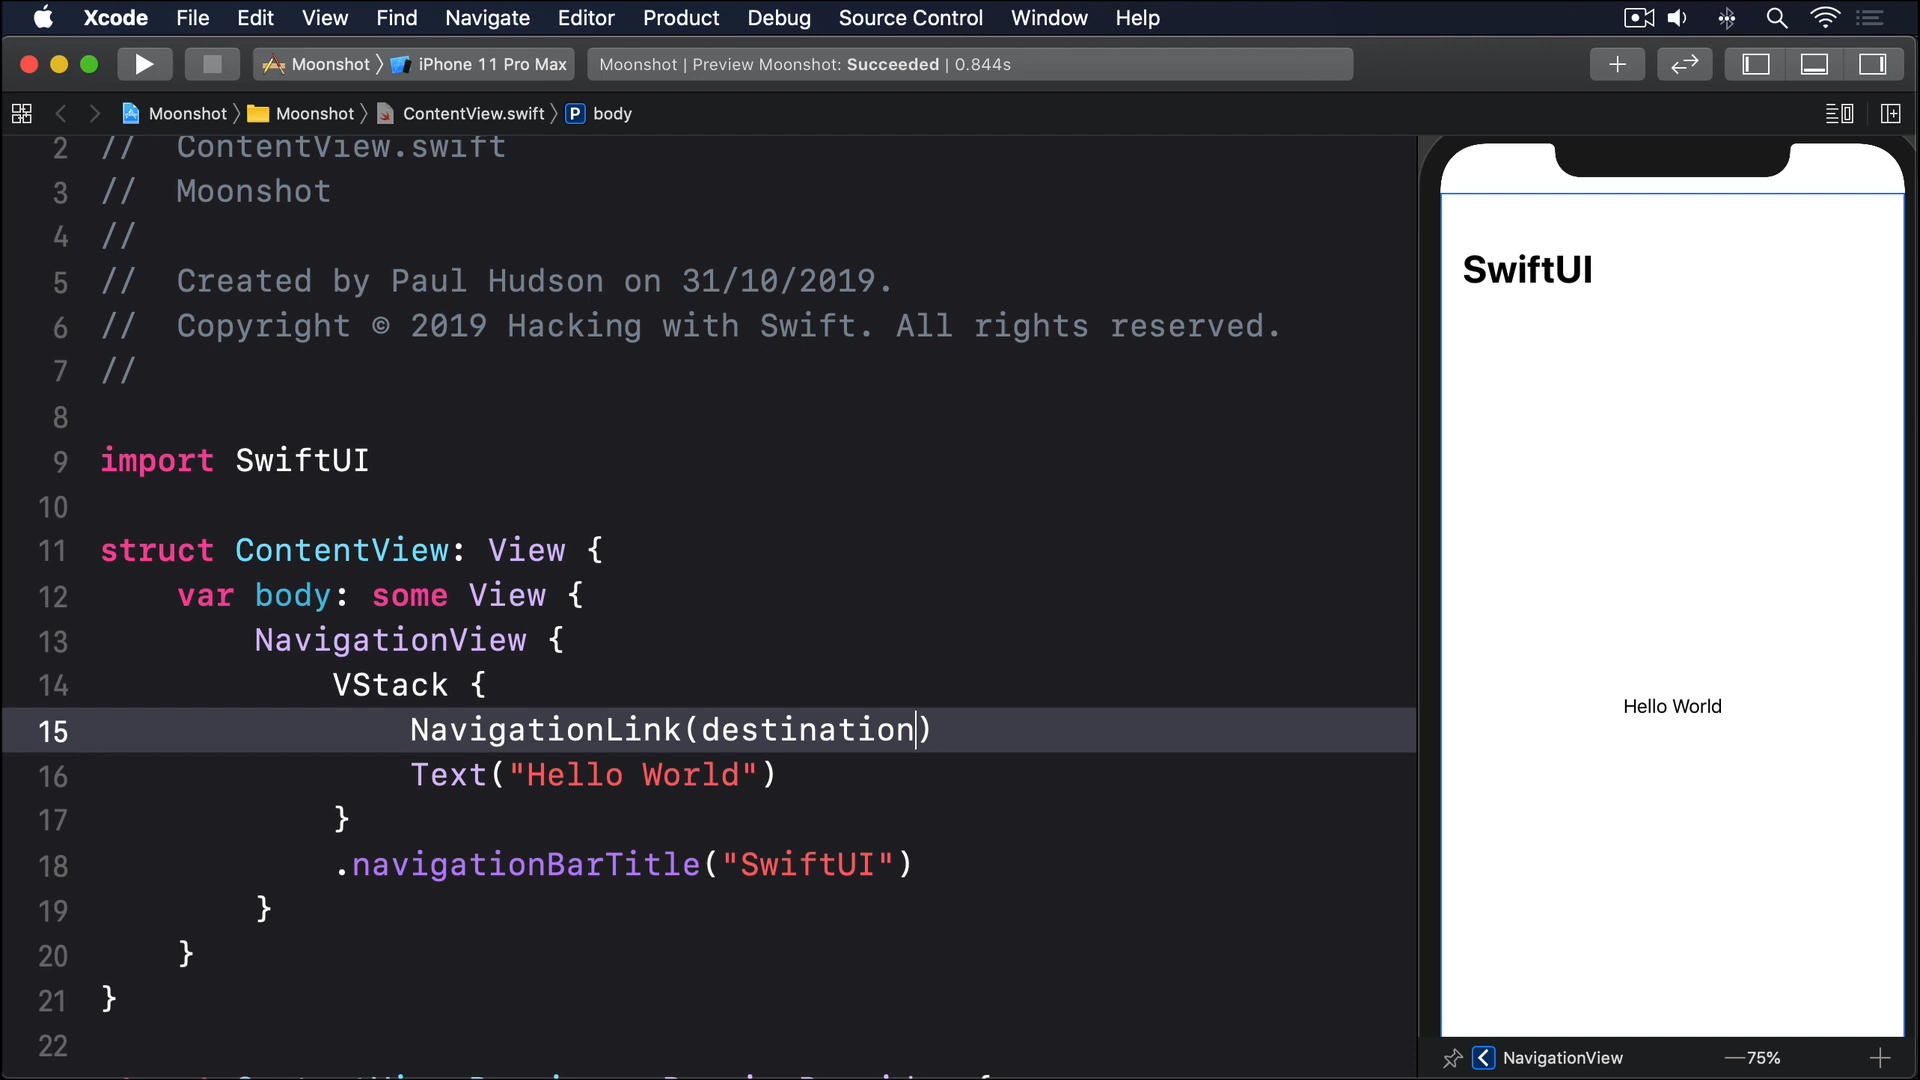 Xcode File Edit View Find Navigate Editor Product Debug Source Control Window Help
Moonshot 〉 iPhone 11 Pro Max
Moonshot | Preview Moonshot: Succeeded | 0.844s
Moonshot 〉 Moonshot 〉 ContentView.swift 〉 P body
2 //  ContentView.swift
3 //  Moonshot
4 //
5 //  Created by Paul Hudson on 31/10/2019.
6 //  Copyright © 2019 Hacking with Swift. All rights reserved.
7 //
8
9 import SwiftUI
10
11 struct ContentView: View {
12     var body: some View {
13         NavigationView {
14             VStack {
15                 NavigationLink(destination)
16                 Text("Hello World")
17             }
18             .navigationBarTitle("SwiftUI")
19         }
20     }
21 }
22
SwiftUI
Hello World
NavigationView — 75% +